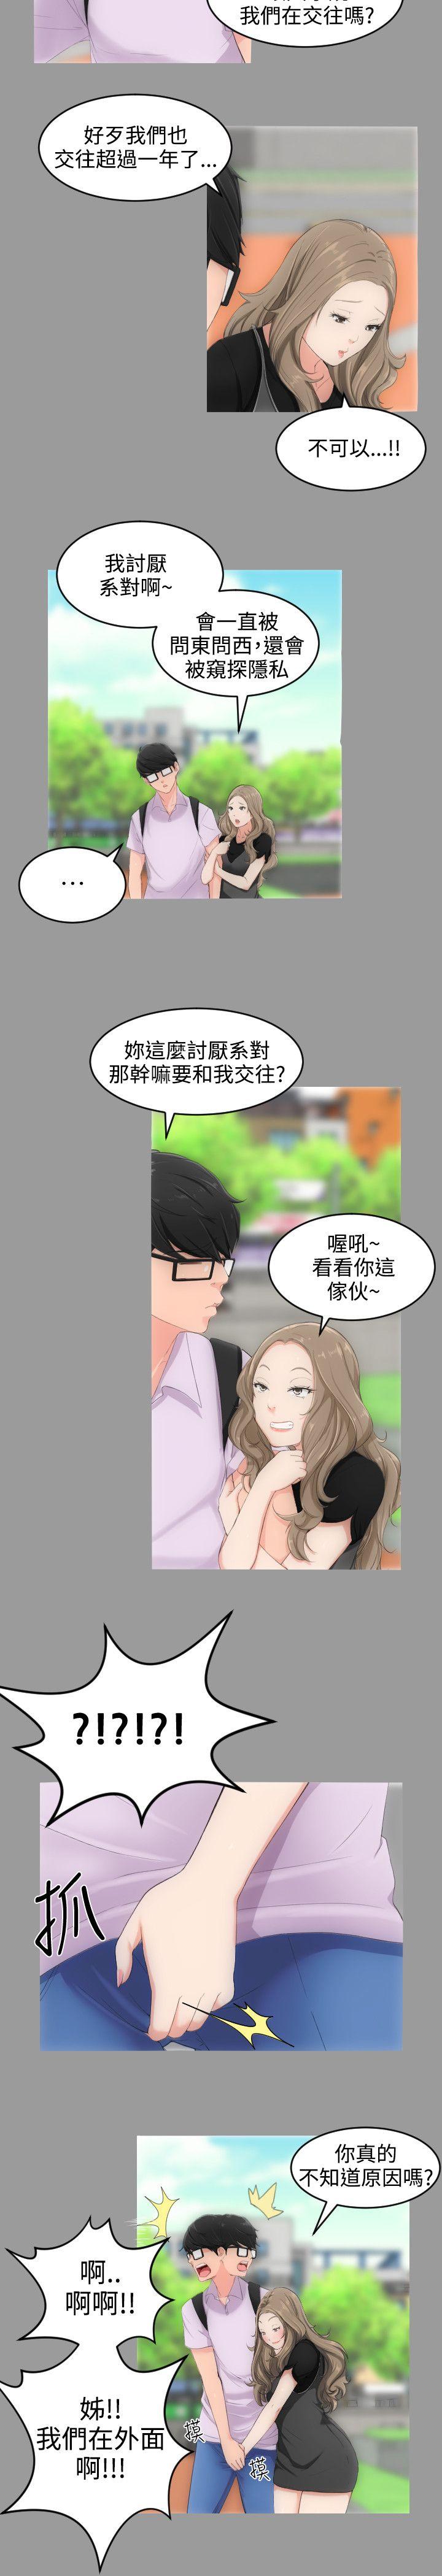 我們在交往嗎?
好歹我們也
交往超過一年了...
不可以...!!
我討厭
系對啊~
會一直被
問東問西,還會
被窺探隱私
...
妳這麼討厭系對
那幹嘛要和我交往?
喔吼~
看看你這
傢伙~
?!?!?!
抓
你真的
不知道原因嗎?
啊..
啊啊!!
姊!!
我們在外面
啊!!!
摸
摸